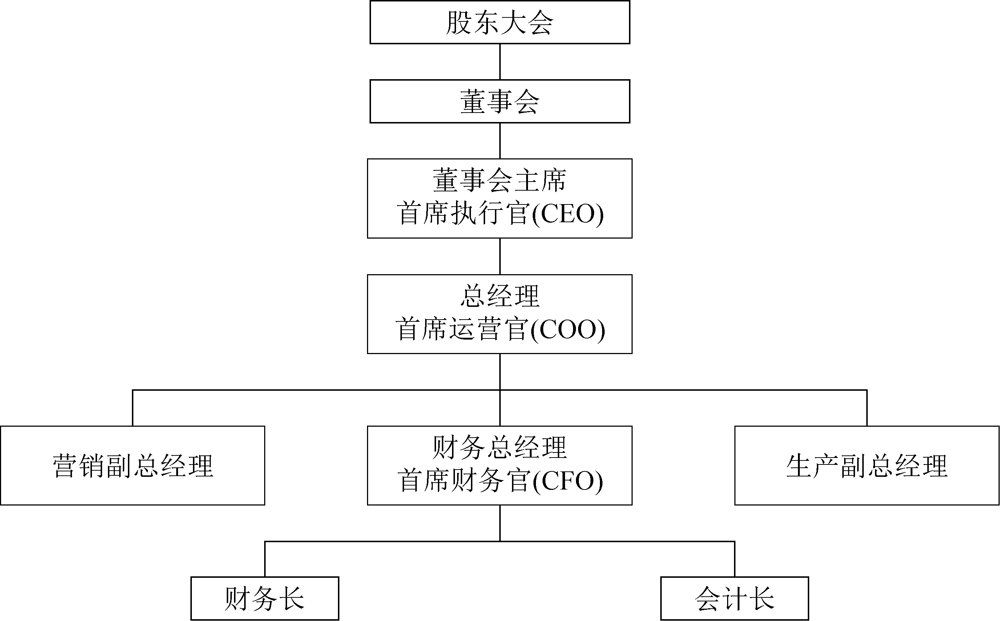 股东大会
董事会
董事会主席
首席执行官(CEO)
总经理
首席运营官(COO)
营销副总经理
财务总经理
首席财务官(CFO)
生产副总经理
财务长
会计长